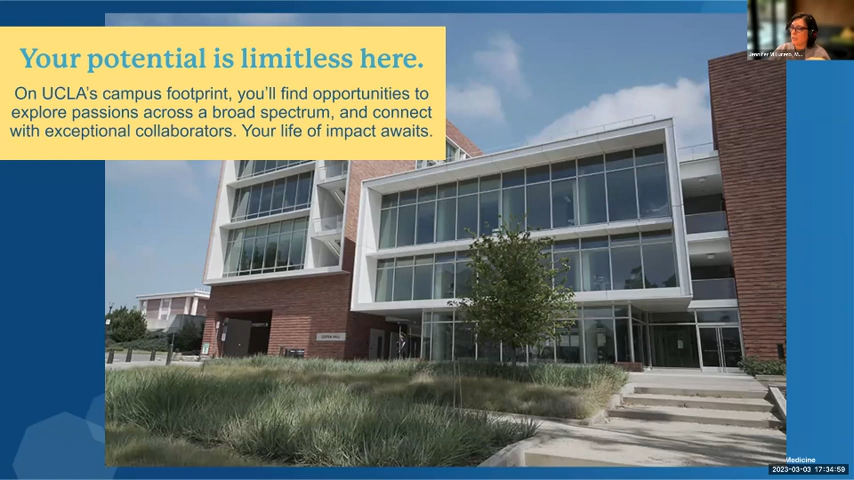 Your potential is limitless here.
On UCLA's campus footprint, you'll find opportunities to
explore passions across a broad spectrum, and connect
with exceptional collaborators. Your life of impact awaits.
Medicine
2023-03-03 17:34:59